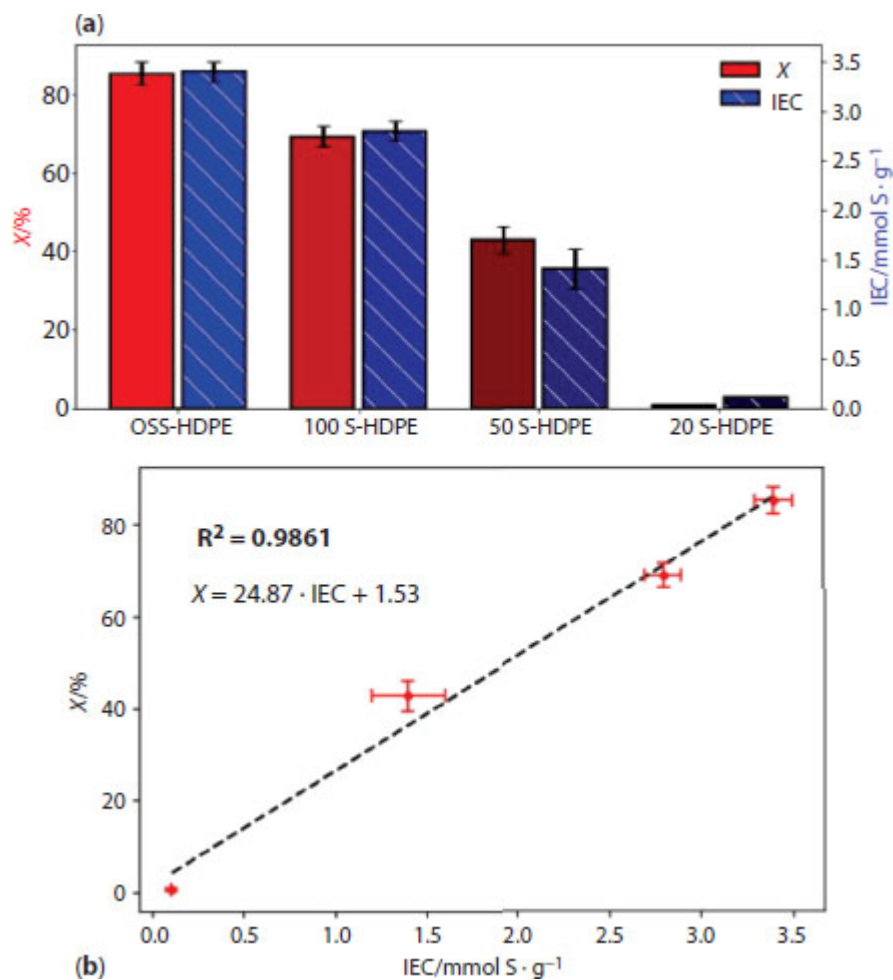 (a)
X
IEC
X/%
80
60
40
20
0
3.5
3.0
2.5
2.0
1.5
1.0
0.5
0.0
IEC/mmol S · g⁻¹
OSS-HDPE 100 S-HDPE 50 S-HDPE 20 S-HDPE
R² = 0.9861
X = 24.87 · IEC + 1.53
X/%
80
60
40
20
0
0.0 0.5 1.0 1.5 2.0 2.5 3.0 3.5
IEC/mmol S · g⁻¹
(b)